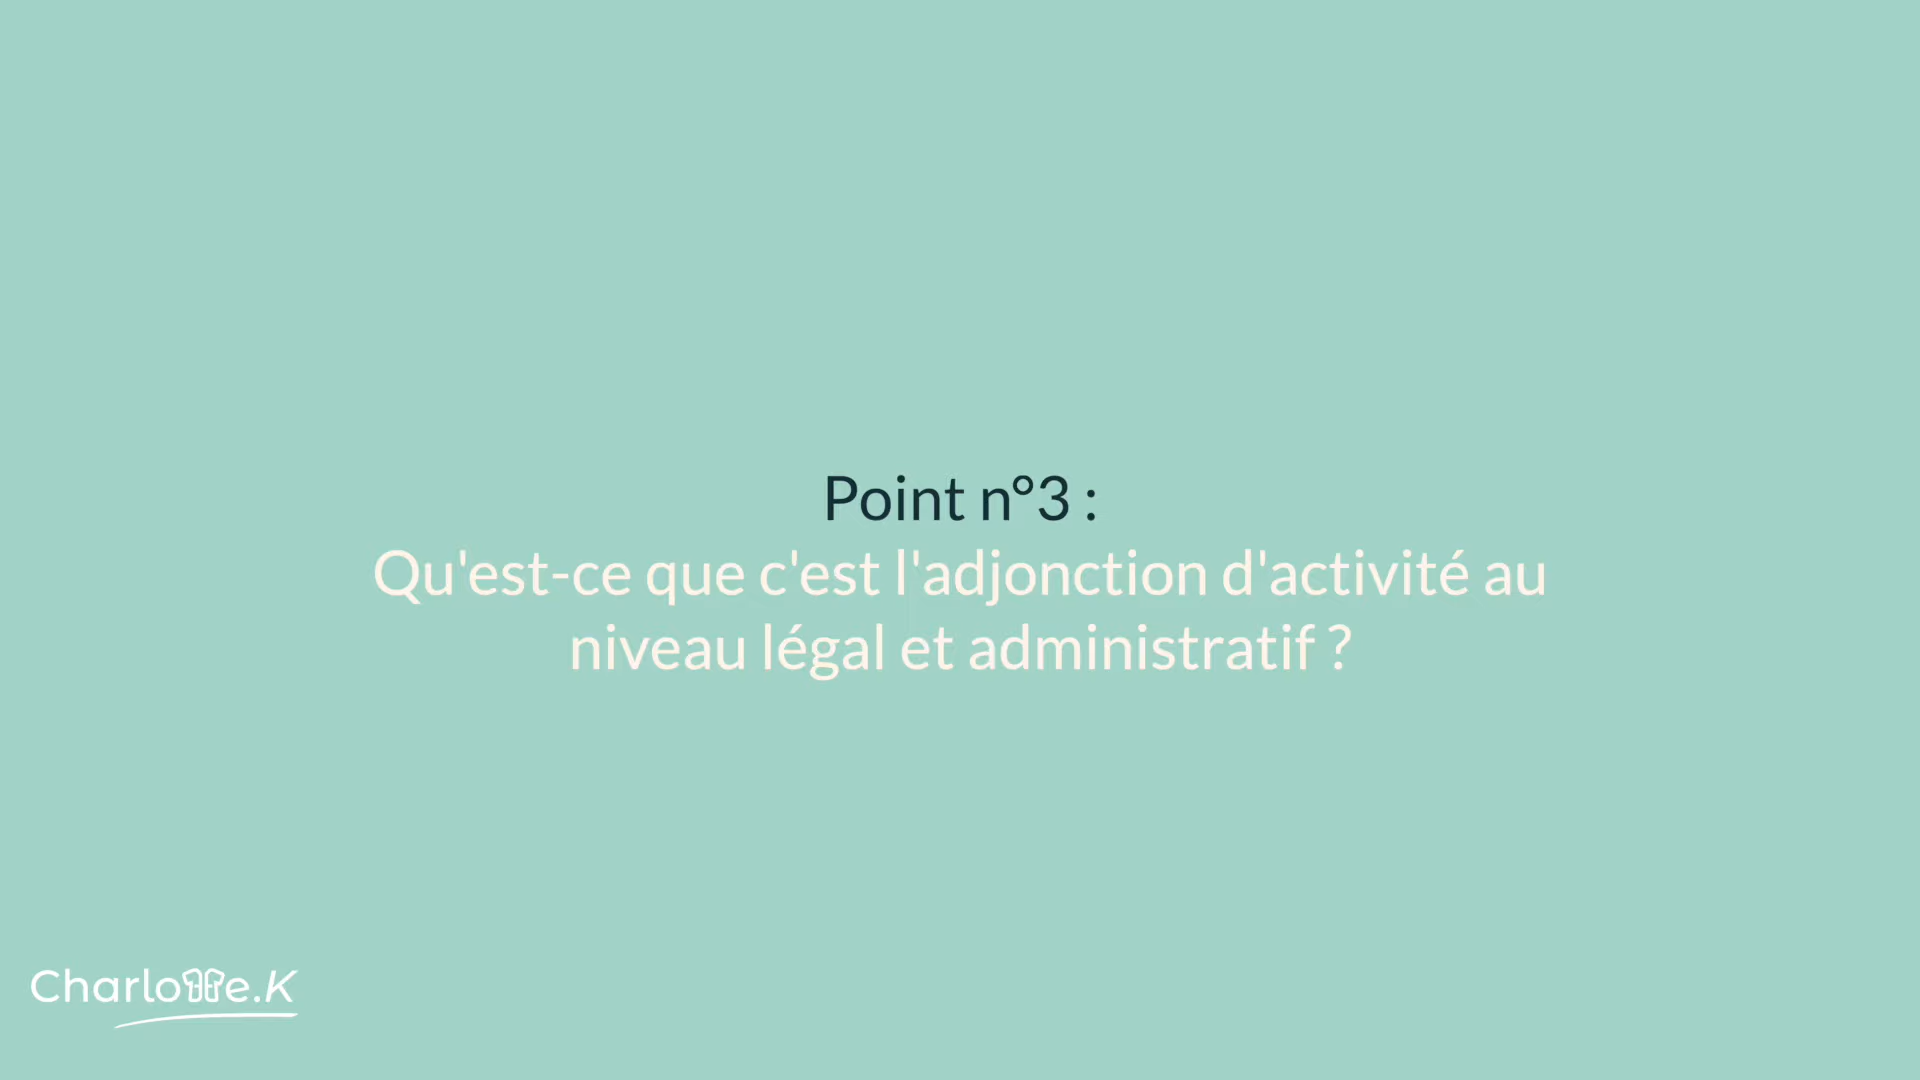 Point n°3 :
Qu'est-ce que c'est l'adjonction d'activité au
niveau légal et administratif ?
Charlotte.K